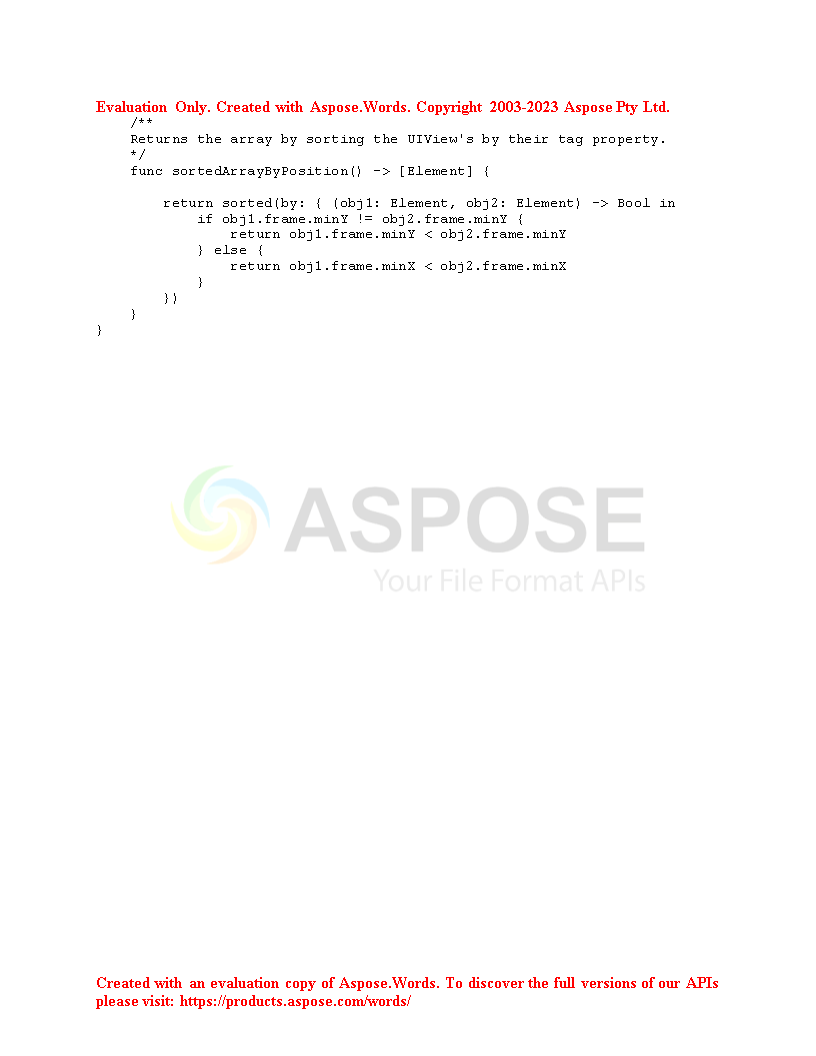 Evaluation Only. Created with Aspose.Words. Copyright 2003-2023 Aspose Pty Ltd.
    /**
    Returns the array by sorting the UIView's by their tag property.
    */
    func sortedArrayByPosition() -> [Element] {

        return sorted(by: { (obj1: Element, obj2: Element) -> Bool in
            if obj1.frame.minY != obj2.frame.minY {
                return obj1.frame.minY < obj2.frame.minY
            } else {
                return obj1.frame.minX < obj2.frame.minX
            }
        })
    }
}
ASPOSE
Your File Format APIs
Created with an evaluation copy of Aspose.Words. To discover the full versions of our APIs
please visit: https://products.aspose.com/words/